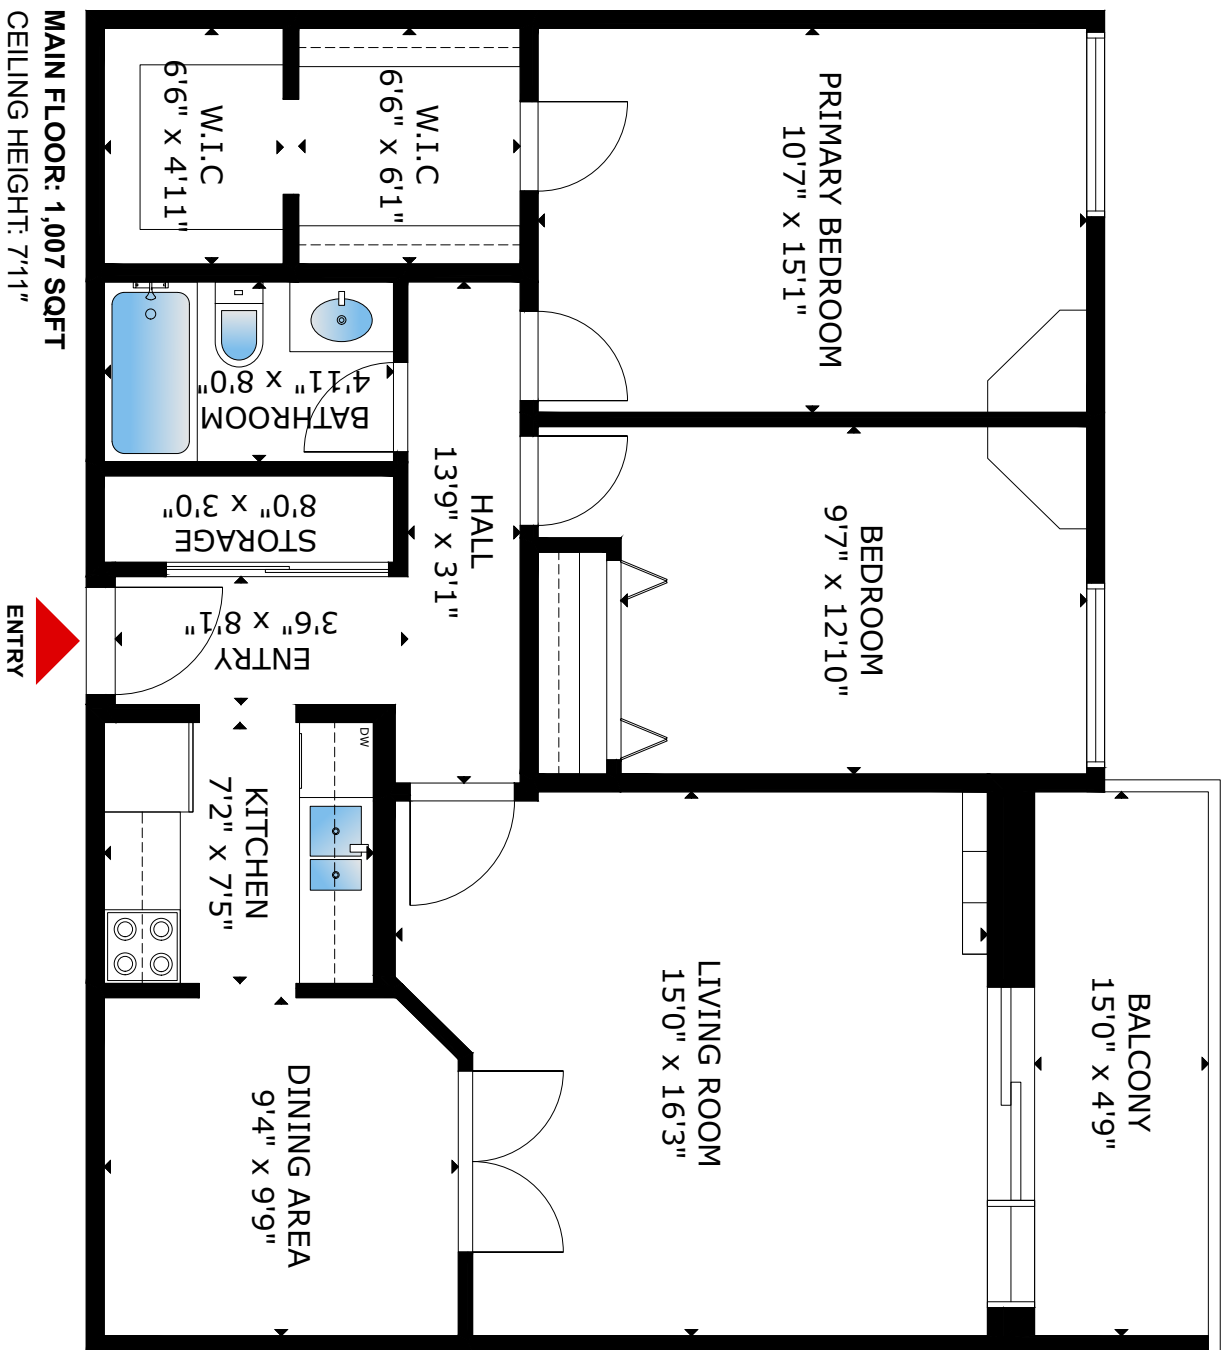 MAIN FLOOR: 1,007 SQFT
CEILING HEIGHT: 7'11"
W.I.C
6'6" x 4'11"
W.I.C
6'6" x 6'1"
PRIMARY BEDROOM
10'7" x 15'1"
BATHROOM
4'11" x 8'0"
STORAGE
8'0" x 3'0"
HALL
13'9" x 3'1"
BEDROOM
9'7" x 12'10"
ENTRY
3'6" x 8'1"
ENTRY
DW
KITCHEN
7'2" x 7'5"
LIVING ROOM
15'0" x 16'3"
BALCONY
15'0" x 4'9"
DINING AREA
9'4" x 9'9"